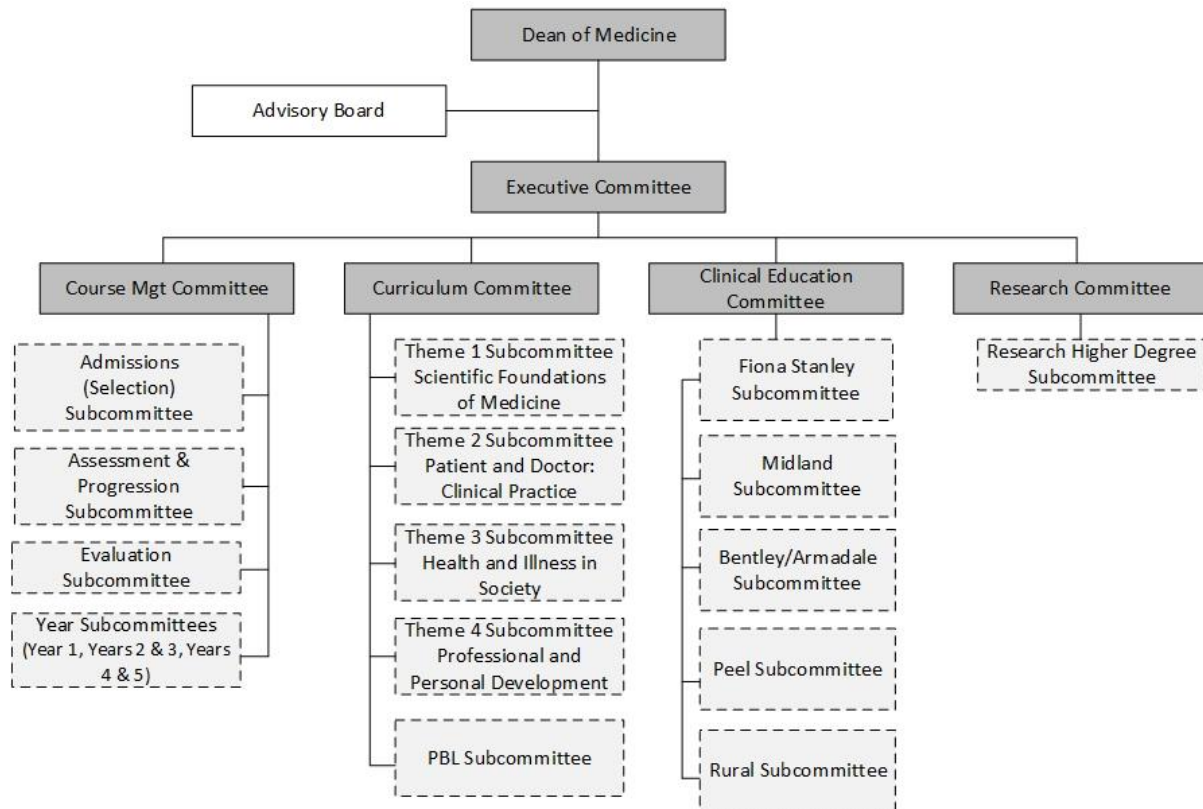 Dean of Medicine
Advisory Board
Executive Committee
Course Mgt Committee
Curriculum Committee
Clinical Education
Committee
Research Committee
Admissions
(Selection)
Subcommittee
Assessment &
Progression
Subcommittee
Evaluation
Subcommittee
Year Subcommittees
(Year 1, Years 2 & 3, Years
4 & 5)
Theme 1 Subcommittee
Scientific Foundations
of Medicine
Theme 2 Subcommittee
Patient and Doctor:
Clinical Practice
Theme 3 Subcommittee
Health and Illness in
Society
Theme 4 Subcommittee
Professional and
Personal Development
PBL Subcommittee
Fiona Stanley
Subcommittee
Midland
Subcommittee
Bentley/Armadale
Subcommittee
Peel Subcommittee
Rural Subcommittee
Research Higher Degree
Subcommittee